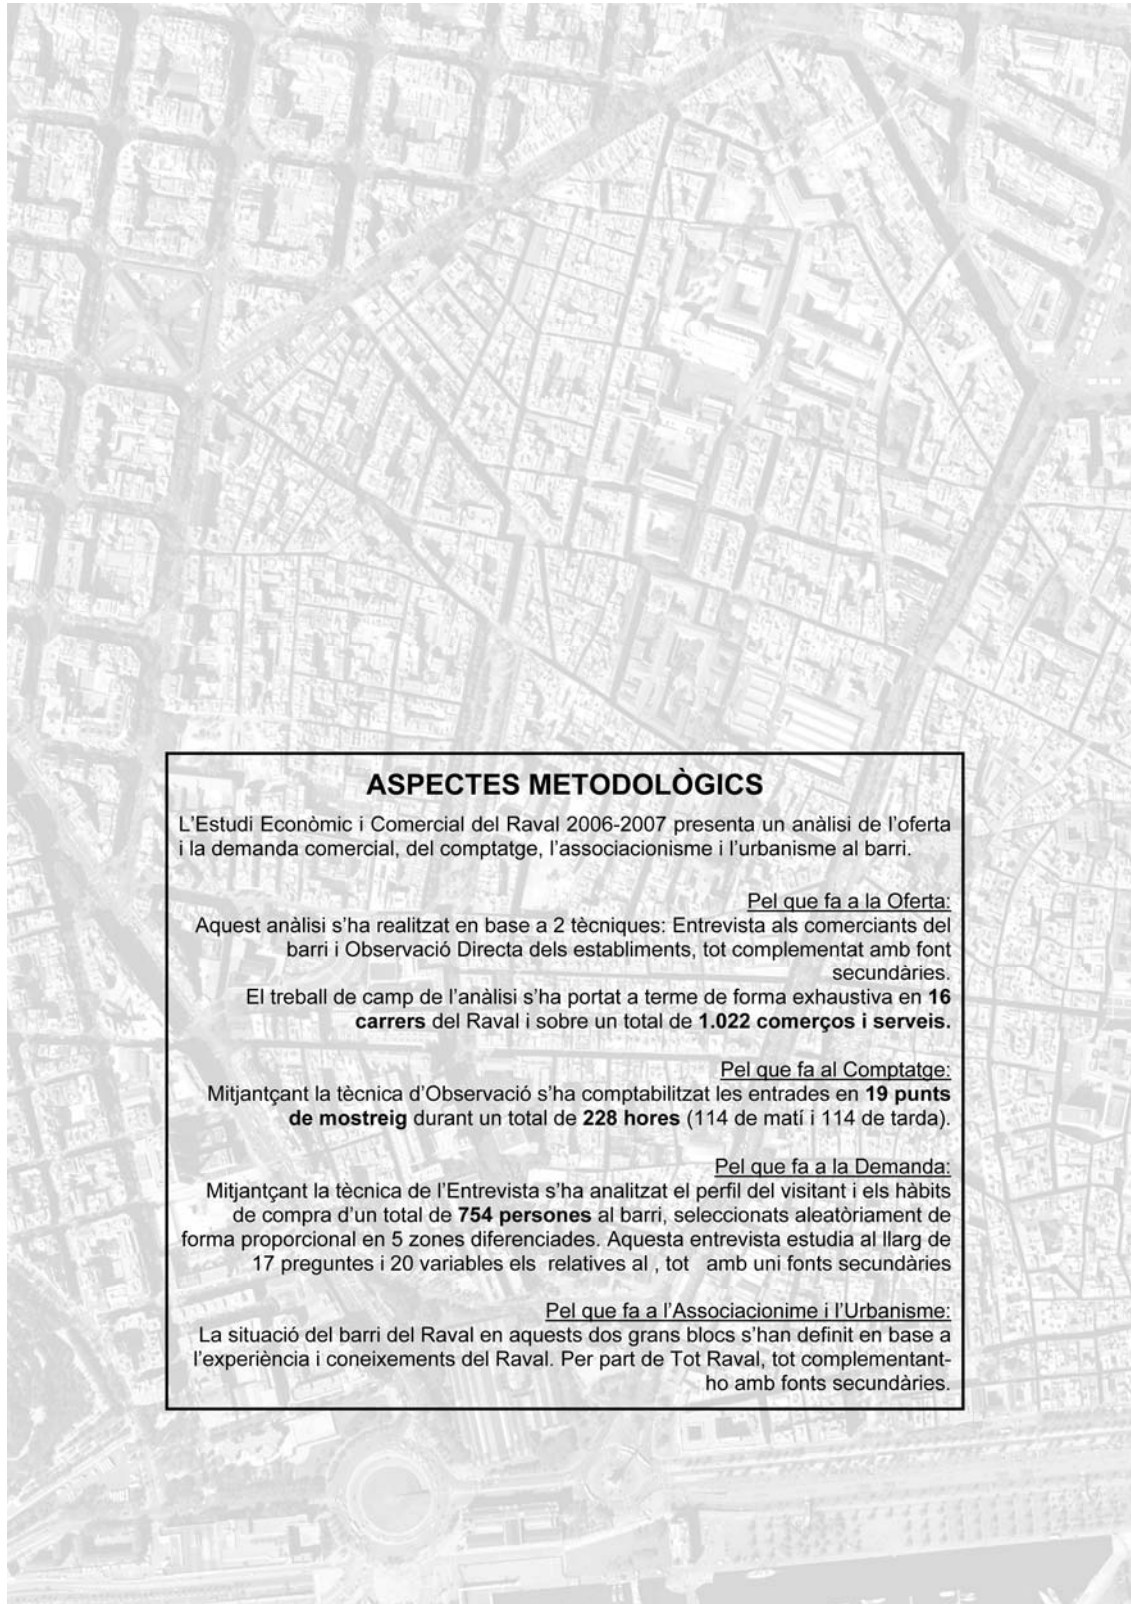 ASPECTES METODOLÒGICS
L'Estudi Econòmic i Comercial del Raval 2006-2007 presenta un anàlisi de l'oferta
i la demanda comercial, del comptatge, l'associacionisme i l'urbanisme al barri.
Pel que fa a la Oferta:
Aquest anàlisi s'ha realitzat en base a 2 tècniques: Entrevista als comerciants del
barri i Observació Directa dels establiments, tot complementat amb font
secundàries.
El treball de camp de l'anàlisi s'ha portat a terme de forma exhaustiva en 16
carrers del Raval i sobre un total de 1.022 comerços i serveis.
Pel que fa al Comptatge:
Mitjantçant la tècnica d'Observació s'ha comptabilitzat les entrades en 19 punts
de mostreig durant un total de 228 hores (114 de matí i 114 de tarda).
Pel que fa a la Demanda:
Mitjantçant la tècnica de l'Entrevista s'ha analitzat el perfil del visitant i els hàbits
de compra d'un total de 754 persones al barri, seleccionats aleatòriament de
forma proporcional en 5 zones diferenciades. Aquesta entrevista estudia al llarg de
17 preguntes i 20 variables els relatives al , tot amb uni fonts secundàries
Pel que fa a l'Associacionime i l'Urbanisme:
La situació del barri del Raval en aquests dos grans blocs s'han definit en base a
l'experiència i coneixements del Raval. Per part de Tot Raval, tot complementant-
ho amb fonts secundàries.